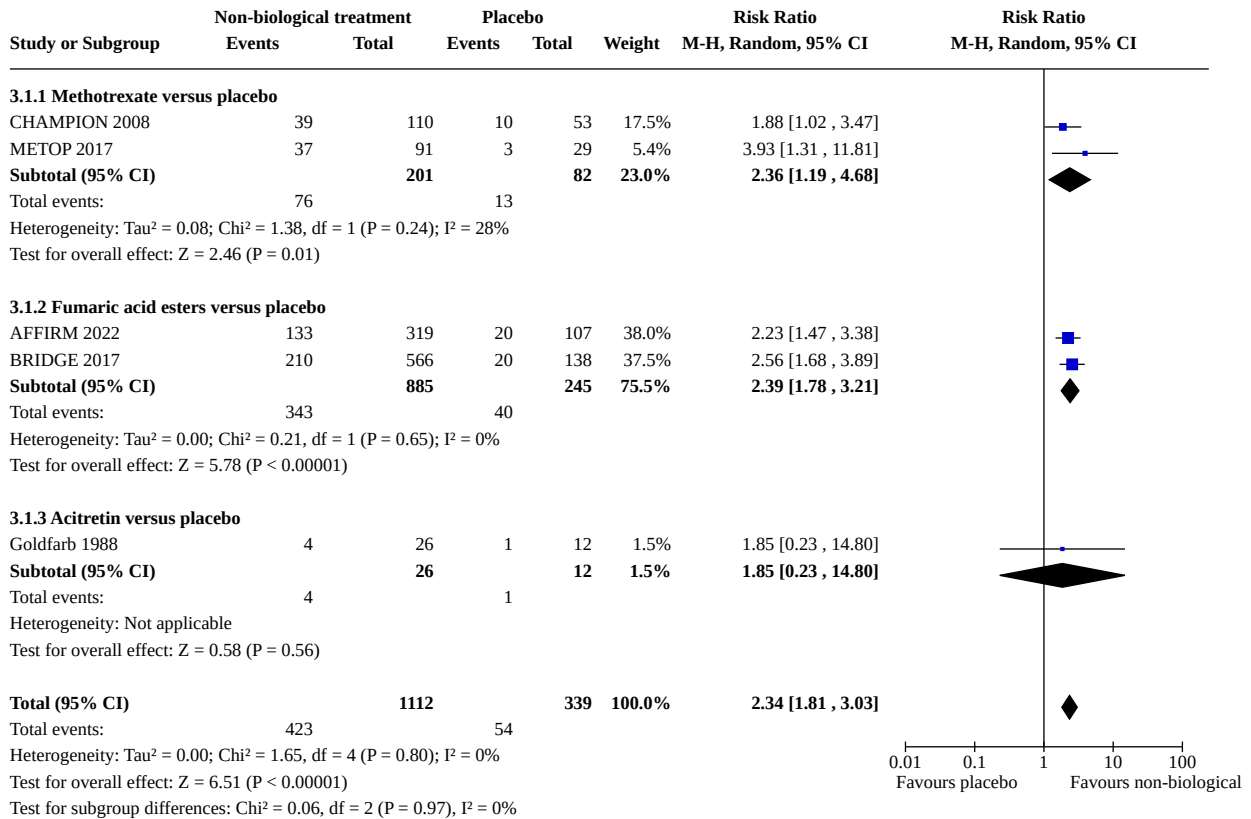 Non-biological treatment Placebo Risk Ratio Risk Ratio
Study or Subgroup Events Total Events Total Weight M-H, Random, 95% CI M-H, Random, 95% CI
3.1.1 Methotrexate versus placebo
CHAMPION 2008 39 110 10 53 17.5% 1.88 [1.02 , 3.47]
METOP 2017 37 91 3 29 5.4% 3.93 [1.31 , 11.81]
Subtotal (95% CI) 201 82 23.0% 2.36 [1.19 , 4.68]
Total events: 76 13
Heterogeneity: Tau² = 0.08; Chi² = 1.38, df = 1 (P = 0.24); I² = 28%
Test for overall effect: Z = 2.46 (P = 0.01)
3.1.2 Fumaric acid esters versus placebo
AFFIRM 2022 133 319 20 107 38.0% 2.23 [1.47 , 3.38]
BRIDGE 2017 210 566 20 138 37.5% 2.56 [1.68 , 3.89]
Subtotal (95% CI) 885 245 75.5% 2.39 [1.78 , 3.21]
Total events: 343 40
Heterogeneity: Tau² = 0.00; Chi² = 0.21, df = 1 (P = 0.65); I² = 0%
Test for overall effect: Z = 5.78 (P < 0.00001)
3.1.3 Acitretin versus placebo
Goldfarb 1988 4 26 1 12 1.5% 1.85 [0.23 , 14.80]
Subtotal (95% CI) 26 12 1.5% 1.85 [0.23 , 14.80]
Total events: 4 1
Heterogeneity: Not applicable
Test for overall effect: Z = 0.58 (P = 0.56)
Total (95% CI) 1112 339 100.0% 2.34 [1.81 , 3.03]
Total events: 423 54
Heterogeneity: Tau² = 0.00; Chi² = 1.65, df = 4 (P = 0.80); I² = 0%
0.01 0.1 1 10 100
Test for overall effect: Z = 6.51 (P < 0.00001) Favours placebo Favours non-biological
Test for subgroup differences: Chi² = 0.06, df = 2 (P = 0.97), I² = 0%